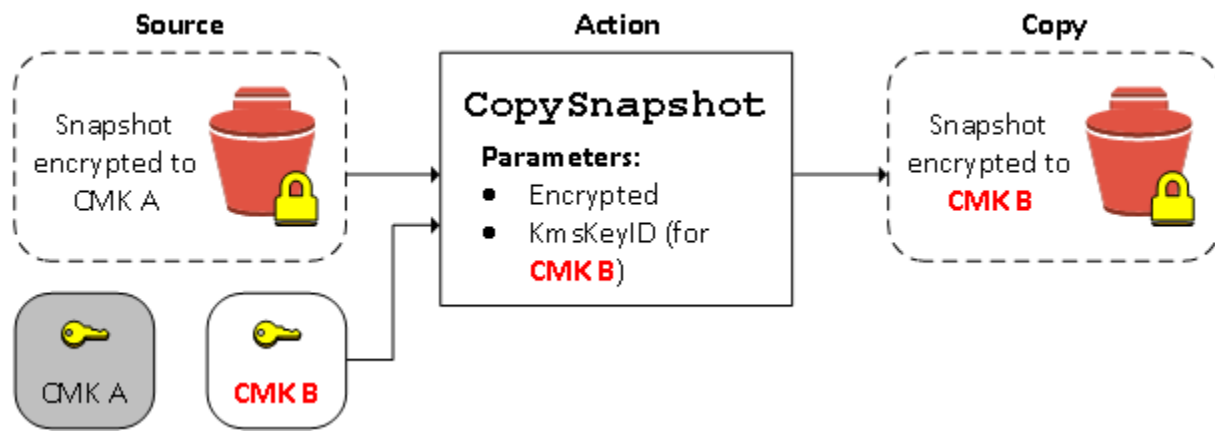 Source
Action
Copy
Snapshot
encrypted to
CMK A
CopySnapshot
Parameters:
● Encrypted
● KmsKeyID (for
CMK B)
Snapshot
encrypted to
CMK B
CMK A
CMK B